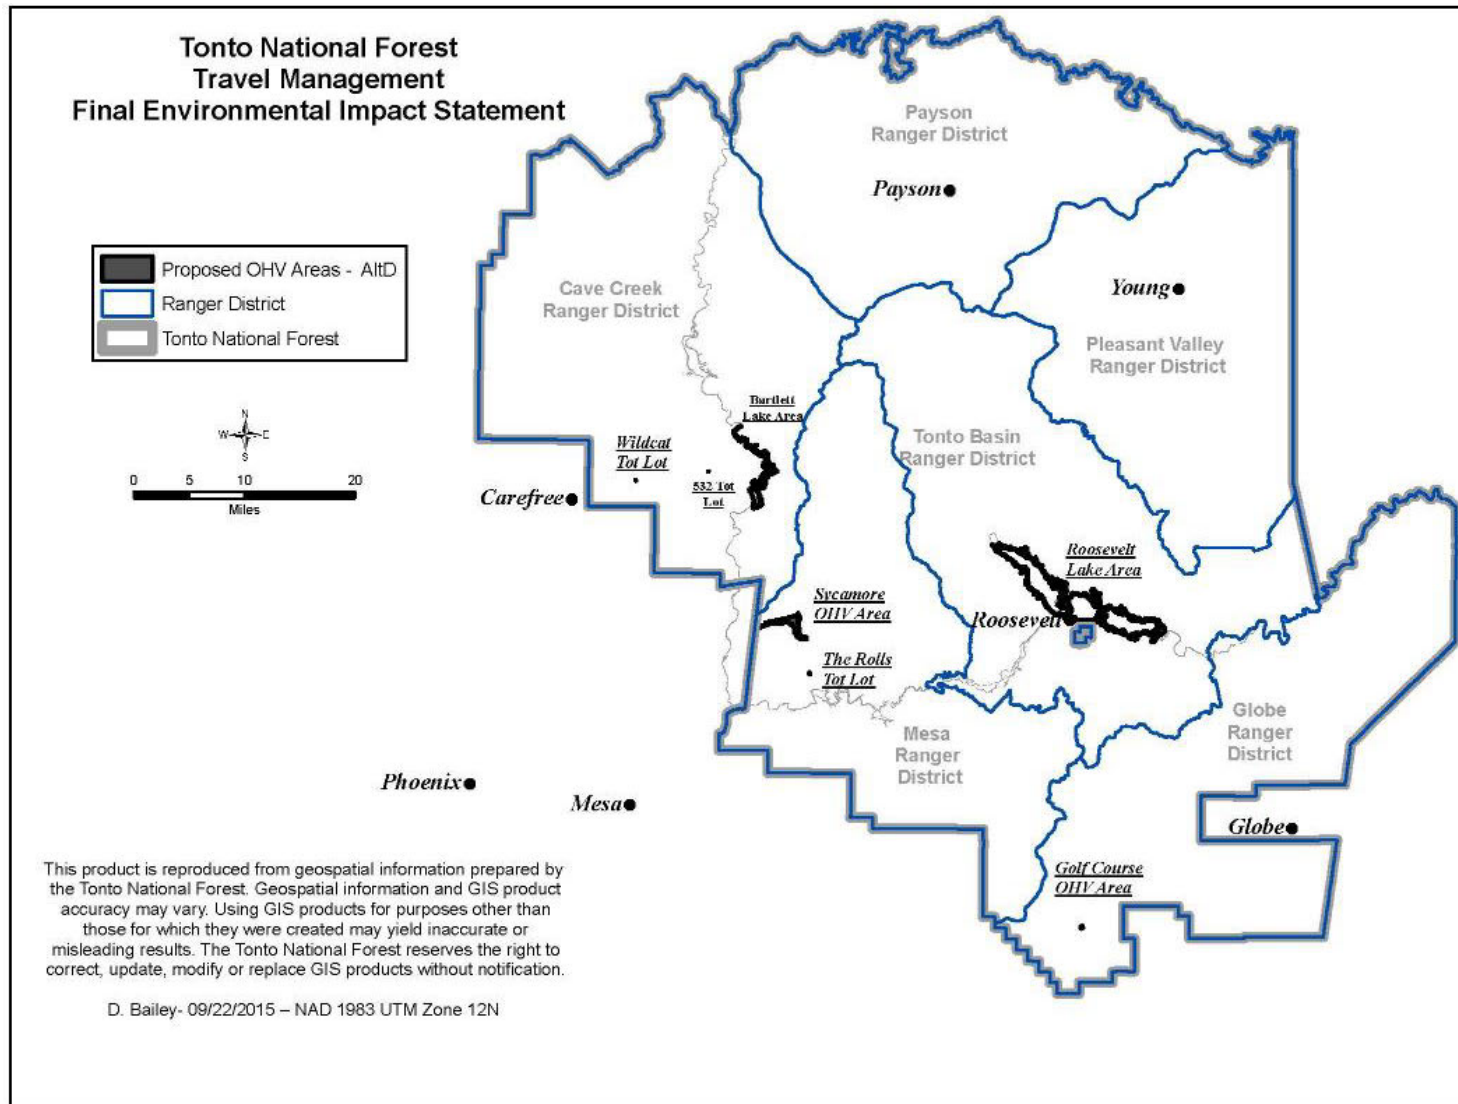 Tonto National Forest
Travel Management
Final Environmental Impact Statement
Payson
Ranger District
Payson
Proposed OHV Areas - AltD
Ranger District
Tonto National Forest
Cave Creek
Ranger District
Young
Pleasant Valley
Ranger District
N
W E
S
0 5 10 20
Miles
Bartlett
Lake Area
Wildcat
Tot Lot
532 Tot
Lot
Carefree
Tonto Basin
Ranger District
Roosevelt
Lake Area
Roosevelt
Sycamore
OHV Area
The Rolls
Tot Lot
Mesa
Ranger
District
Globe
Ranger
District
Phoenix
Mesa
Globe
Golf Course
OHV Area
This product is reproduced from geospatial information prepared by
the Tonto National Forest. Geospatial information and GIS product
accuracy may vary. Using GIS products for purposes other than
those for which they were created may yield inaccurate or
misleading results. The Tonto National Forest reserves the right to
correct, update, modify or replace GIS products without notification.
D. Bailey- 09/22/2015 – NAD 1983 UTM Zone 12N